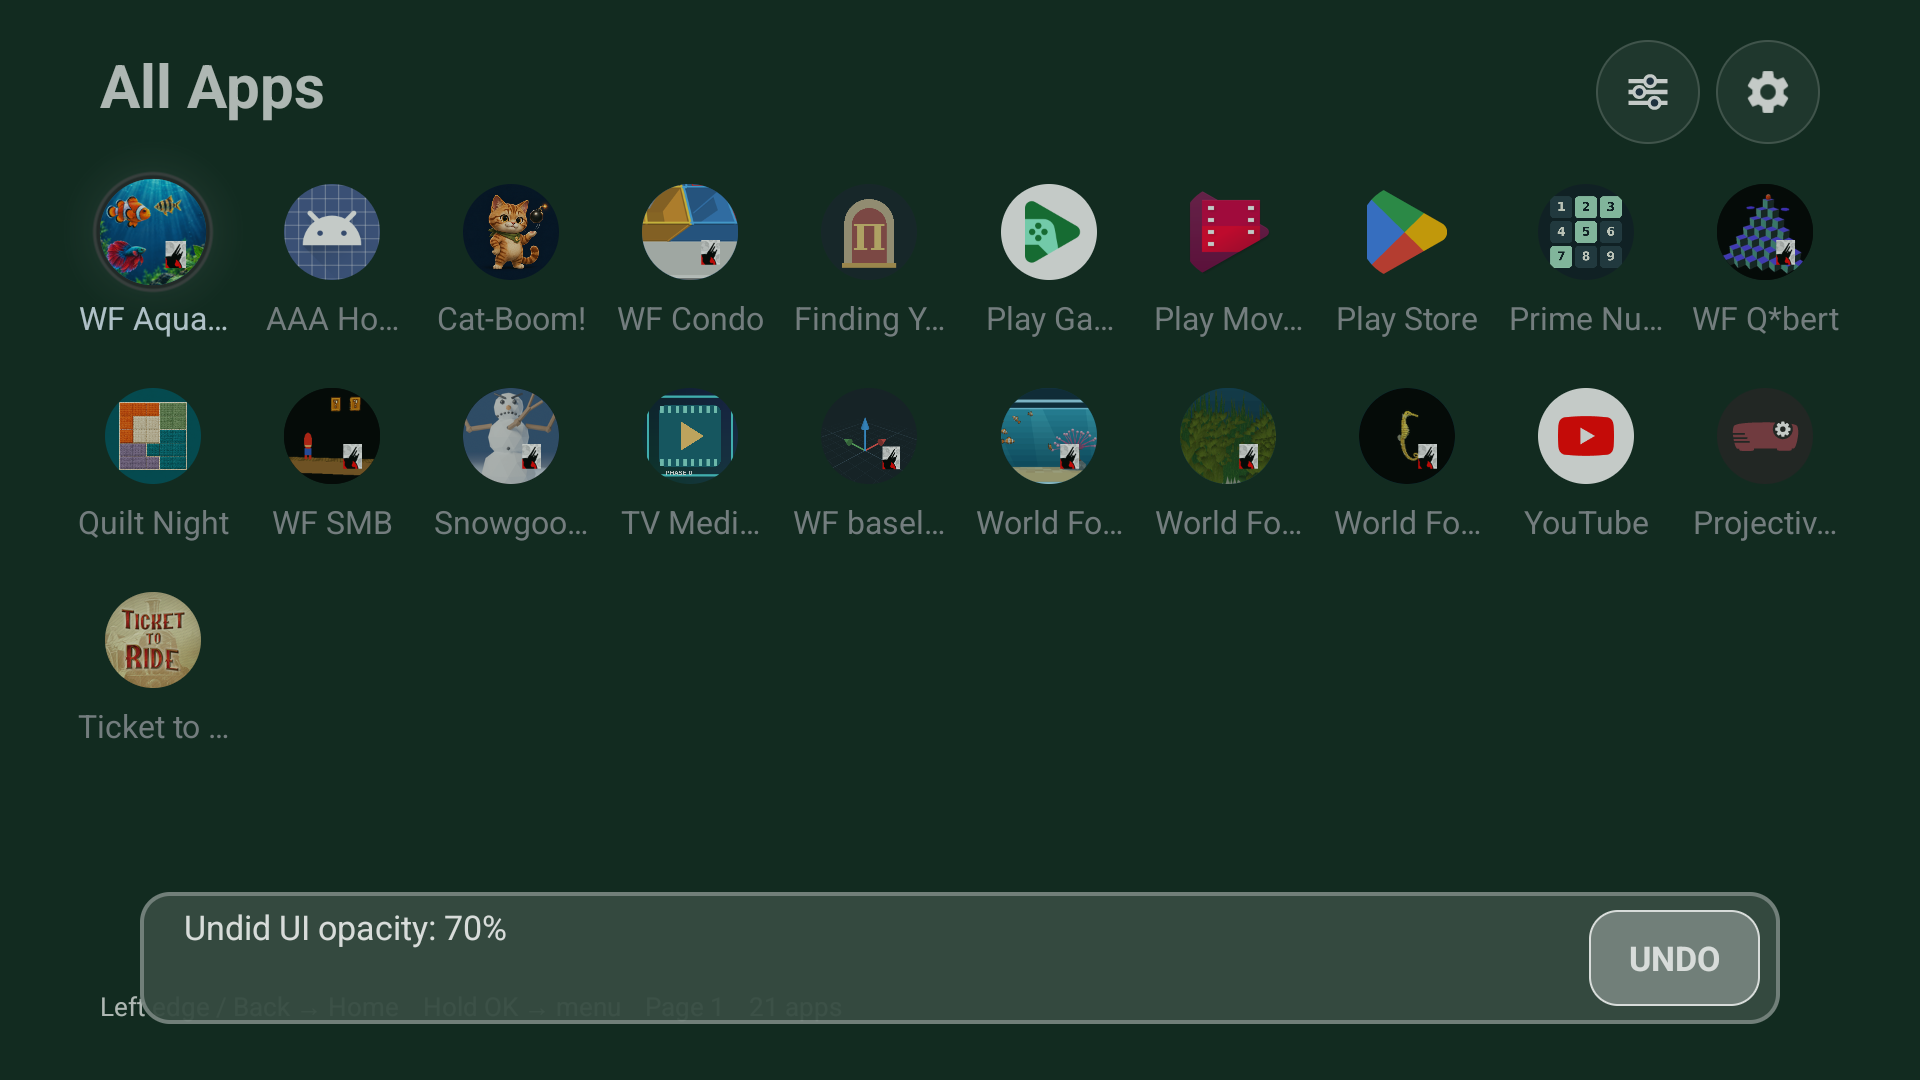 All Apps
WF Aqua...
AAA Ho...
Cat-Boom!
WF Condo
Finding Y...
Play Ga...
Play Mov...
Play Store
Prime Nu...
WF Q*bert
1 2 3
4 5 6
7 8 9
Quilt Night
WF SMB
Snowgoo...
TV Medi...
WF basel...
World Fo...
World Fo...
World Fo...
YouTube
Projectiv...
PHASE 0
TICKET
TO
RIDE
Ticket to ...
Undid UI opacity: 70%
UNDO
Left edge / Back → Home Hold OK → menu Page 1 21 apps